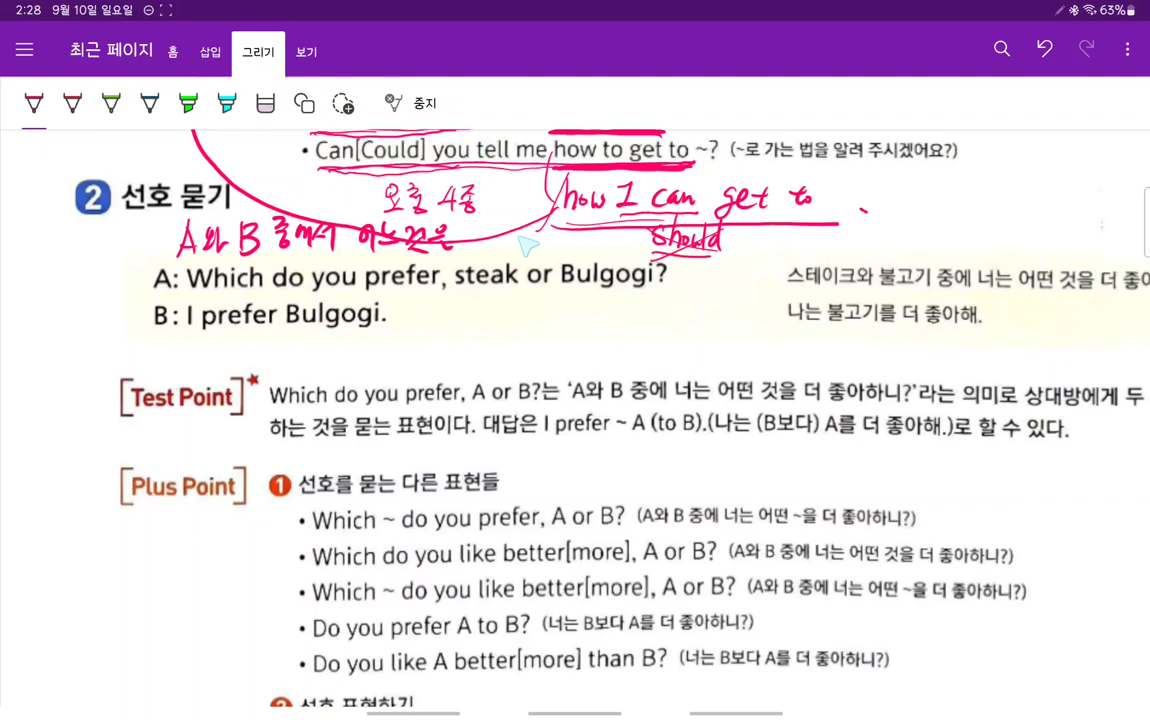 2:28 9월 10일 일요일 63%
최근 페이지 홈 삽입 그리기 보기
중지
• Can[Could] you tell me how to get to ~? (~로 가는 법을 알려 주시겠어요?)
2 선호 묻기
how I can get to
should
A와 B 중에서 어느것은
A: Which do you prefer, steak or Bulgogi? 스테이크와 불고기 중에 너는 어떤 것을 더 좋아
B: I prefer Bulgogi. 나는 불고기를 더 좋아해.
[Test Point]* Which do you prefer, A or B?는 ‘A와 B 중에 너는 어떤 것을 더 좋아하니?’라는 의미로 상대방에게 두
하는 것을 묻는 표현이다. 대답은 I prefer ~ A (to B).(나는 (B보다) A를 더 좋아해.)로 할 수 있다.
[Plus Point] 1 선호를 묻는 다른 표현들
• Which ~ do you prefer, A or B? (A와 B 중에 너는 어떤 ~을 더 좋아하니?)
• Which do you like better[more], A or B? (A와 B 중에 너는 어떤 것을 더 좋아하니?)
• Which ~ do you like better[more], A or B? (A와 B 중에 너는 어떤 ~을 더 좋아하니?)
• Do you prefer A to B? (너는 B보다 A를 더 좋아하니?)
• Do you like A better[more] than B? (너는 B보다 A를 더 좋아하니?)
2 선호 표현하기